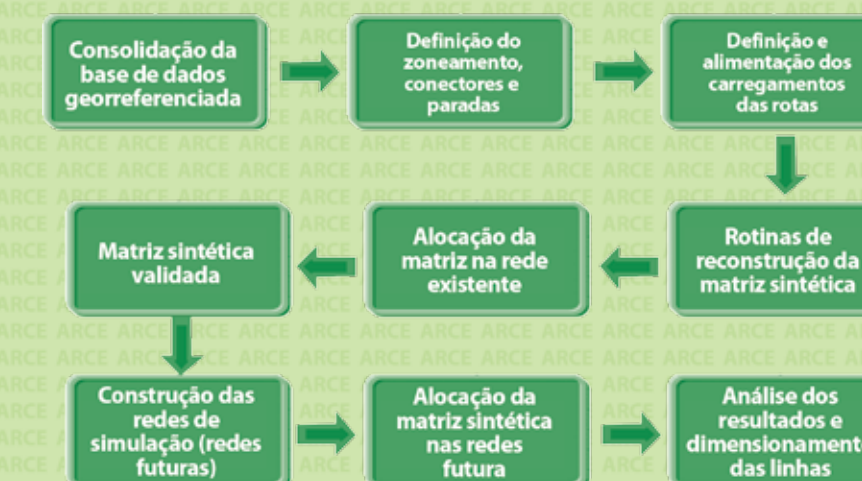 Consolidação da
base de dados
georreferenciada
Definição do
zoneamento,
conectores e
paradas
Definição e
alimentação dos
carregamentos
das rotas
Matriz sintética
validada
Alocação da
matriz na rede
existente
Rotinas de
reconstrução da
matriz sintética
Construção das
redes de
simulação (redes
futuras)
Alocação da
matriz sintética
nas redes
futura
Análise dos
resultados e
dimensionamento
das linhas